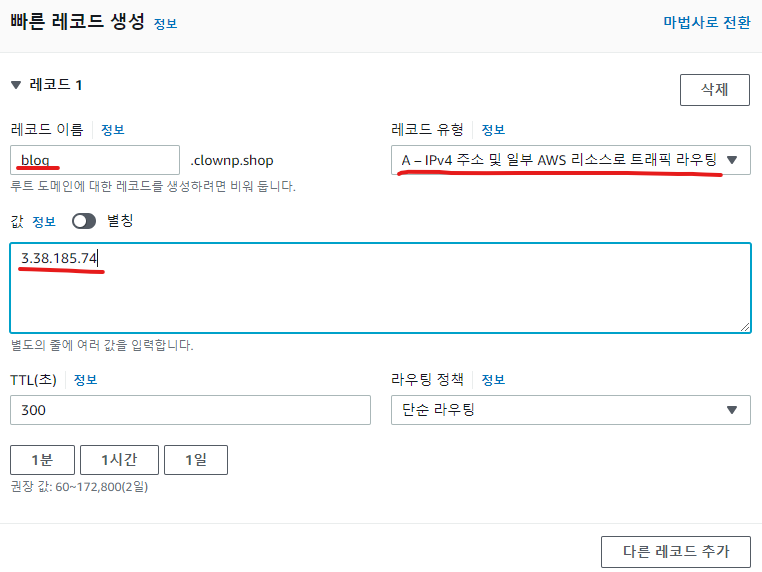 빠른 레코드 생성 정보 마법사로 전환
▼ 레코드 1 삭제
레코드 이름 정보 레코드 유형 정보
blog .clownp.shop A – IPv4 주소 및 일부 AWS 리소스로 트래픽 라우팅
루트 도메인에 대한 레코드를 생성하려면 비워 둡니다.
값 정보 별칭
3.38.185.74
별도의 줄에 여러 값을 입력합니다.
TTL(초) 정보 라우팅 정책 정보
300 단순 라우팅
1분 1시간 1일
권장 값: 60~172,800(2일)
다른 레코드 추가